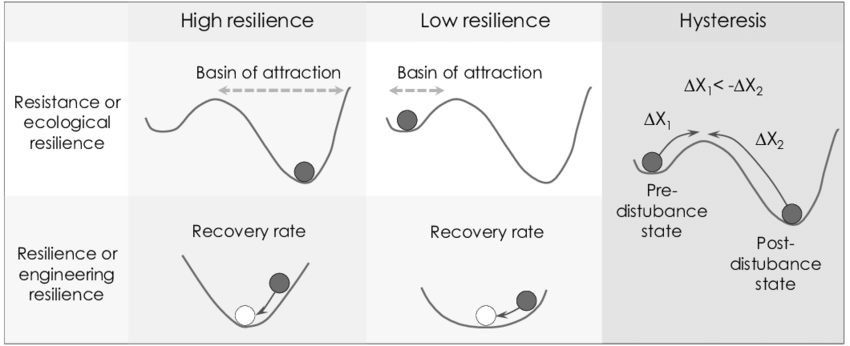 High resilience
Low resilience
Hysteresis
Resistance or
ecological
resilience
Basin of attraction
Basin of attraction
ΔX₁< -ΔX₂
ΔX₁
ΔX₂
Pre-
distubance
state
Post-
distubance
state
Resilience or
engineering
resilience
Recovery rate
Recovery rate